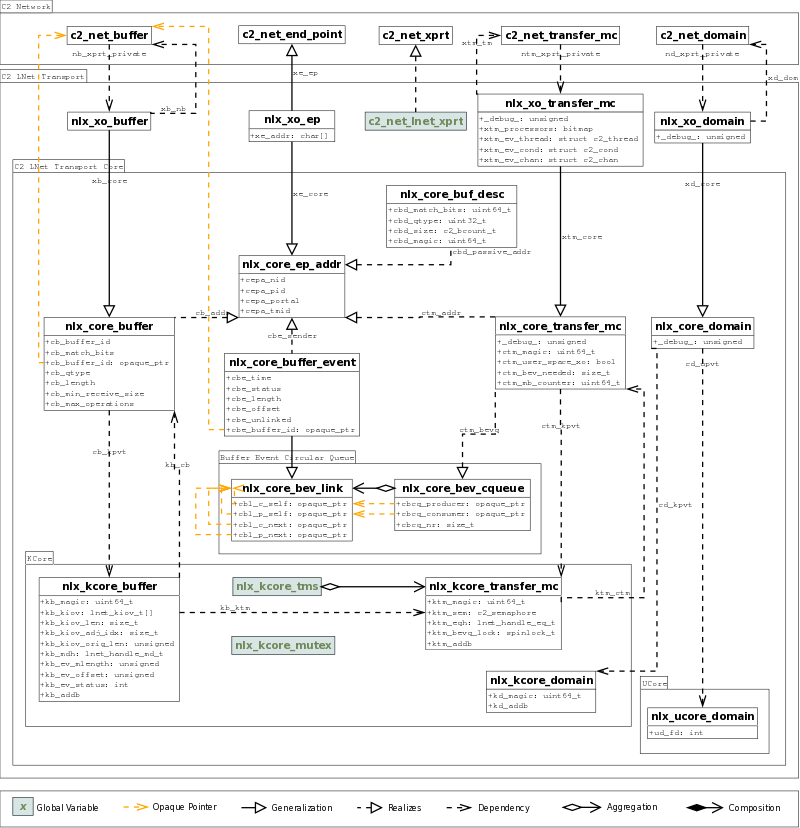 C2 Network
c2_net_buffer
c2_net_end_point
c2_net_xprt
c2_net_transfer_mc
c2_net_domain
nb_xprt_private
xtm_tm
ntm_xprt_private
nd_xprt_private
C2 LNet Transport
xe_ep
xd_dom
xb_nb
nlx_xo_buffer
nlx_xo_ep
+xe_addr: char[]
c2_net_lnet_xprt
nlx_xo_transfer_mc
+_debug_: unsigned
+xtm_processors: bitmap
+xtm_ev_thread: struct c2_thread
+xtm_ev_cond: struct c2_cond
+xtm_ev_chan: struct c2_chan
nlx_xo_domain
+_debug_: unsigned
C2 LNet Transport Core
xb_core
xe_core
xd_core
nlx_core_buf_desc
+cbd_match_bits: uint64_t
+cbd_qtype: uint32_t
+cbd_size: c2_bcount_t
+cbd_magic: uint64_t
xtm_core
cbd_passive_addr
nlx_core_ep_addr
+cepa_nid
+cepa_pid
+cepa_portal
+cepa_tmid
cb_addr
ctm_addr
nlx_core_buffer
+cb_buffer_id
+cb_match_bits
+cb_buffer_id: opaque_ptr
+cb_qtype
+cb_length
+cb_min_receive_size
+cb_max_operations
cbe_sender
nlx_core_buffer_event
+cbe_time
+cbe_status
+cbe_length
+cbe_offset
+cbe_unlinked
+cbe_buffer_id: opaque_ptr
nlx_core_transfer_mc
+_debug_: unsigned
+ctm_magic: uint64_t
+ctm_user_space_xo: bool
+ctm_bev_needed: size_t
+ctm_mb_counter: uint64_t
nlx_core_domain
+_debug_: unsigned
cd_upvt
cb_kpvt
kb_cb
ctm_bevq
ctm_kpvt
Buffer Event Circular Queue
nlx_core_bev_link
+cbl_c_self: opaque_ptr
+cbl_p_self: opaque_ptr
+cbl_c_next: opaque_ptr
+cbl_p_next: opaque_ptr
nlx_core_bev_cqueue
+cbcq_producer: opaque_ptr
+cbcq_consumer: opaque_ptr
+cbcq_nr: size_t
cd_kpvt
KCore
nlx_kcore_buffer
+kb_magic: uint64_t
+kb_kiov: lnet_kiov_t[]
+kb_kiov_len: size_t
+kb_kiov_adj_idx: size_t
+kb_kiov_orig_len: unsigned
+kb_mdh: lnet_handle_md_t
+kb_ev_mlength: unsigned
+kb_ev_offset: unsigned
+kb_ev_status: int
+kb_addb
nlx_kcore_tms
kb_ktm
nlx_kcore_mutex
nlx_kcore_transfer_mc
+ktm_magic: uint64_t
+ktm_sem: c2_semaphore
+ktm_eqh: lnet_handle_eq_t
+ktm_bevq_lock: spinlock_t
+ktm_addb
ktm_ctm
nlx_kcore_domain
+kd_magic: uint64_t
+kd_addb
UCore
nlx_ucore_domain
+ud_fd: int
x Global Variable
Opaque Pointer
Generalization
Realizes
Dependency
Aggregation
Composition